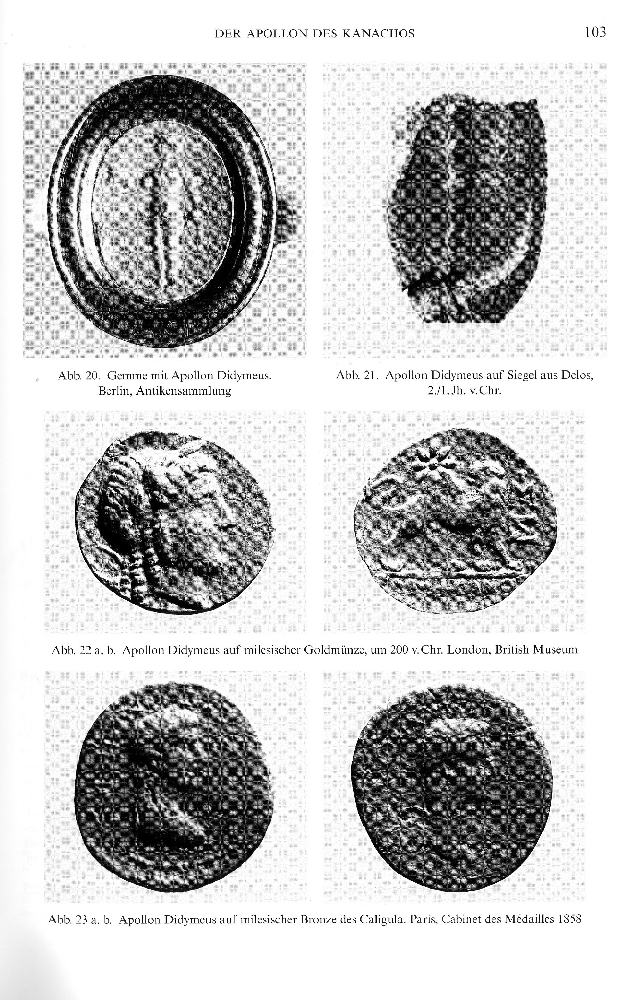 DER APOLLON DES KANACHOS
103
Abb. 20. Gemme mit Apollon Didymeus.
Berlin, Antikensammlung
Abb. 21. Apollon Didymeus auf Siegel aus Delos,
2./1. Jh. v. Chr.
Abb. 22 a. b. Apollon Didymeus auf milesischer Goldmünze, um 200 v. Chr. London, British Museum
Abb. 23 a. b. Apollon Didymeus auf milesischer Bronze des Caligula. Paris, Cabinet des Médailles 1858